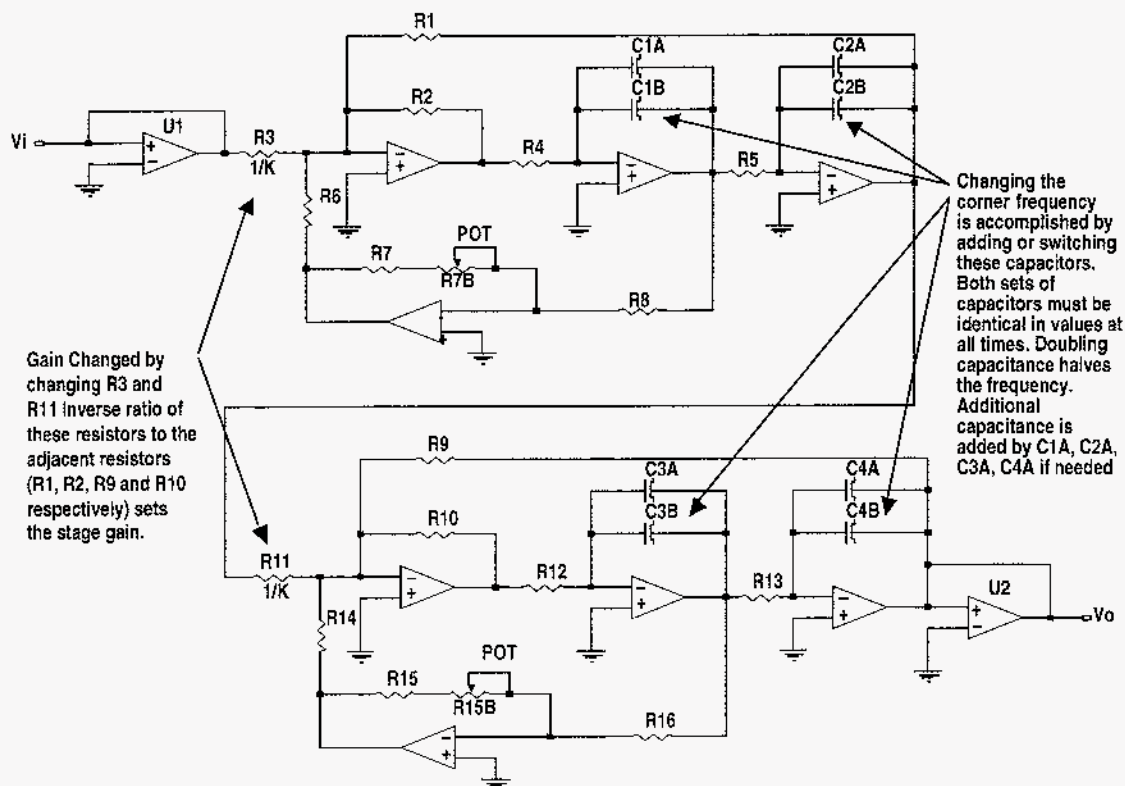 R1
C1A
C2A
C1B
C2B
R2
U1
Vi
R3
1/K
R4
R5
R6
POT
R7
R7B
R8
Changing the
corner frequency
is accomplished by
adding or switching
these capacitors.
Both sets of
capacitors must be
identical in values at
all times. Doubling
capacitance halves
the frequency.
Additional
capacitance is
added by C1A, C2A,
C3A, C4A if needed
Gain Changed by
changing R3 and
R11 Inverse ratio of
these resistors to the
adjacent resistors
(R1, R2, R9 and R10
respectively) sets
the stage gain.
R9
C3A
C4A
C3B
C4B
R10
R11
1/K
R12
R13
U2
Vo
R14
POT
R15
R15B
R16